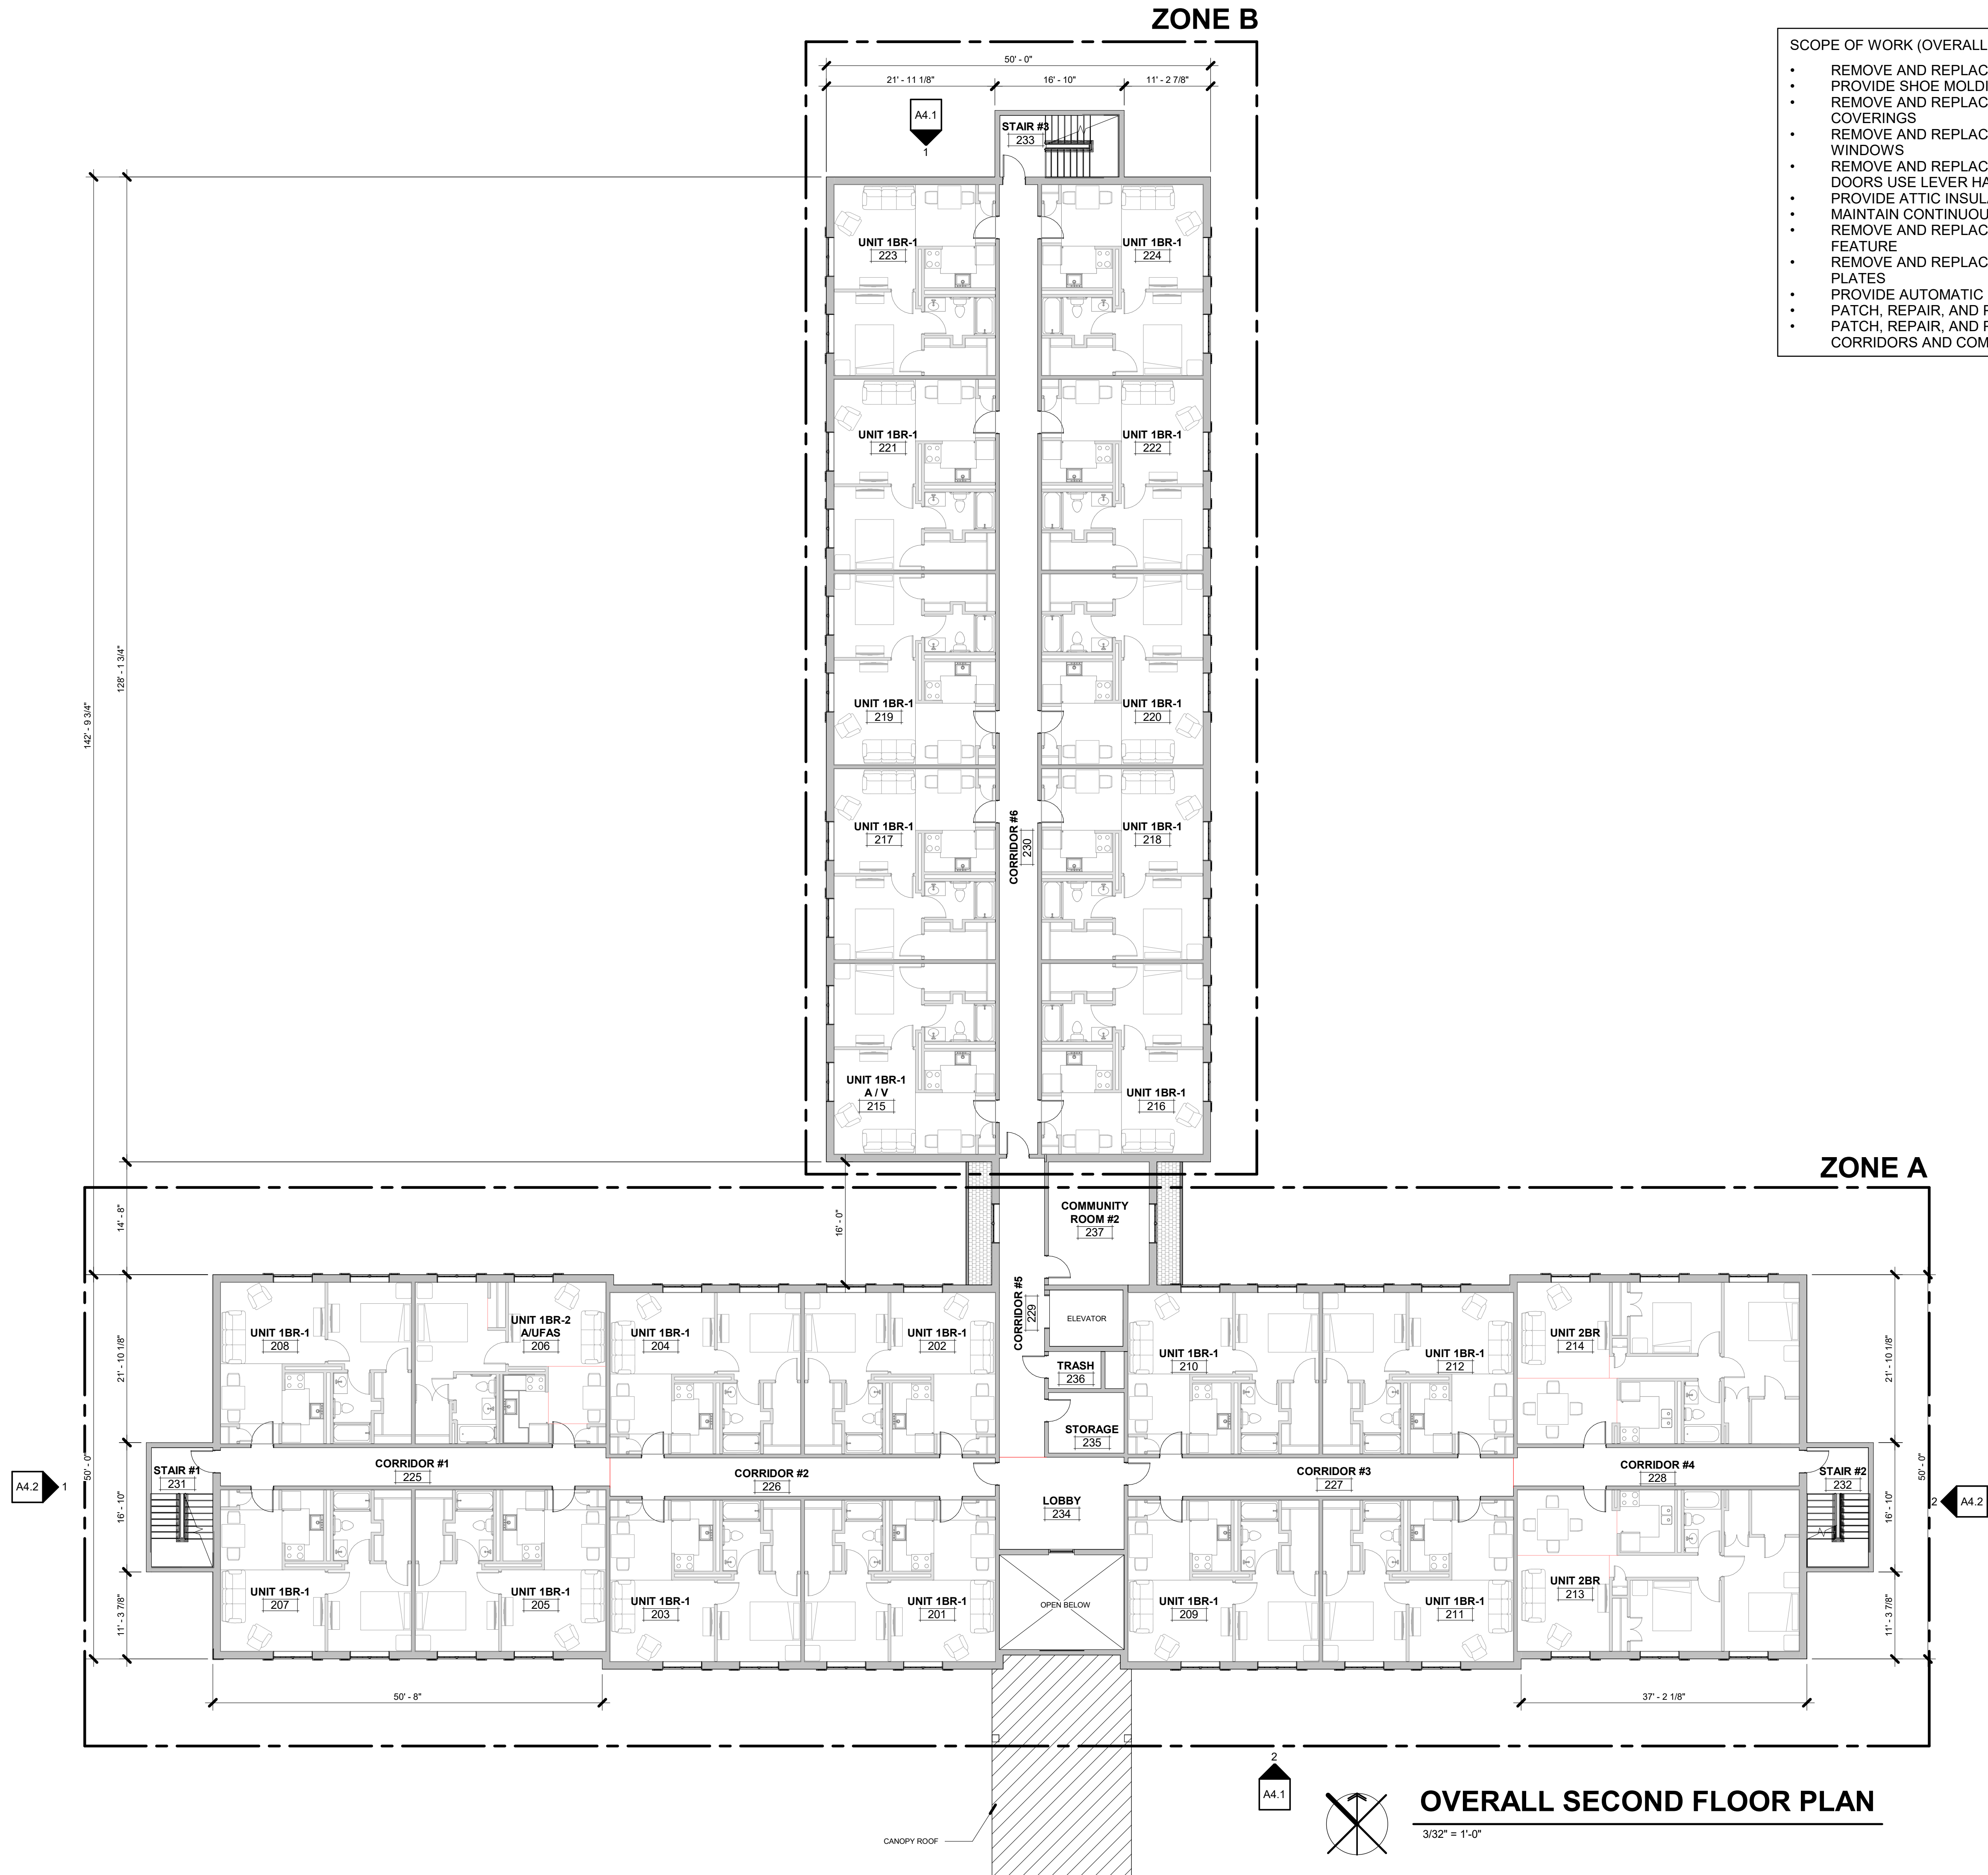 ZONE B
SCOPE OF WORK (OVERALL
• REMOVE AND REPLAC
• PROVIDE SHOE MOLDI
• REMOVE AND REPLAC
COVERINGS
• REMOVE AND REPLAC
WINDOWS
• REMOVE AND REPLAC
DOORS USE LEVER HA
• PROVIDE ATTIC INSUL
• MAINTAIN CONTINUOU
• REMOVE AND REPLAC
FEATURE
• REMOVE AND REPLAC
PLATES
• PROVIDE AUTOMATIC
• PATCH, REPAIR, AND
• PATCH, REPAIR, AND
CORRIDORS AND COM
50' - 0"
21' - 11 1/8"
16' - 10"
11' - 2 7/8"
A4.1
1
STAIR #3
233
UNIT 1BR-1
223
UNIT 1BR-1
224
UNIT 1BR-1
221
UNIT 1BR-1
222
128' - 1 3/4"
142' - 9 3/4"
UNIT 1BR-1
219
UNIT 1BR-1
220
UNIT 1BR-1
217
CORRIDOR #6
230
UNIT 1BR-1
218
UNIT 1BR-1
A / V
215
UNIT 1BR-1
216
ZONE A
14' - 8"
16' - 0"
COMMUNITY
ROOM #2
237
UNIT 1BR-1
208
UNIT 1BR-2
A/UFAS
206
UNIT 1BR-1
204
UNIT 1BR-1
202
CORRIDOR #5
229
ELEVATOR
TRASH
236
STORAGE
235
UNIT 1BR-1
210
UNIT 1BR-1
212
UNIT 2BR
214
21' - 10 1/8"
21' - 10 1/8"
50' - 0"
50' - 0"
A4.2
1
STAIR #1
231
CORRIDOR #1
225
CORRIDOR #2
226
LOBBY
234
CORRIDOR #3
227
CORRIDOR #4
228
STAIR #2
232
2
A4.2
16' - 10"
16' - 10"
UNIT 1BR-1
207
UNIT 1BR-1
205
UNIT 1BR-1
203
UNIT 1BR-1
201
OPEN BELOW
UNIT 1BR-1
209
UNIT 1BR-1
211
UNIT 2BR
213
11' - 3 7/8"
11' - 3 7/8"
50' - 8"
37' - 2 1/8"
2
A4.1
CANOPY ROOF
OVERALL SECOND FLOOR PLAN
3/32" = 1'-0"